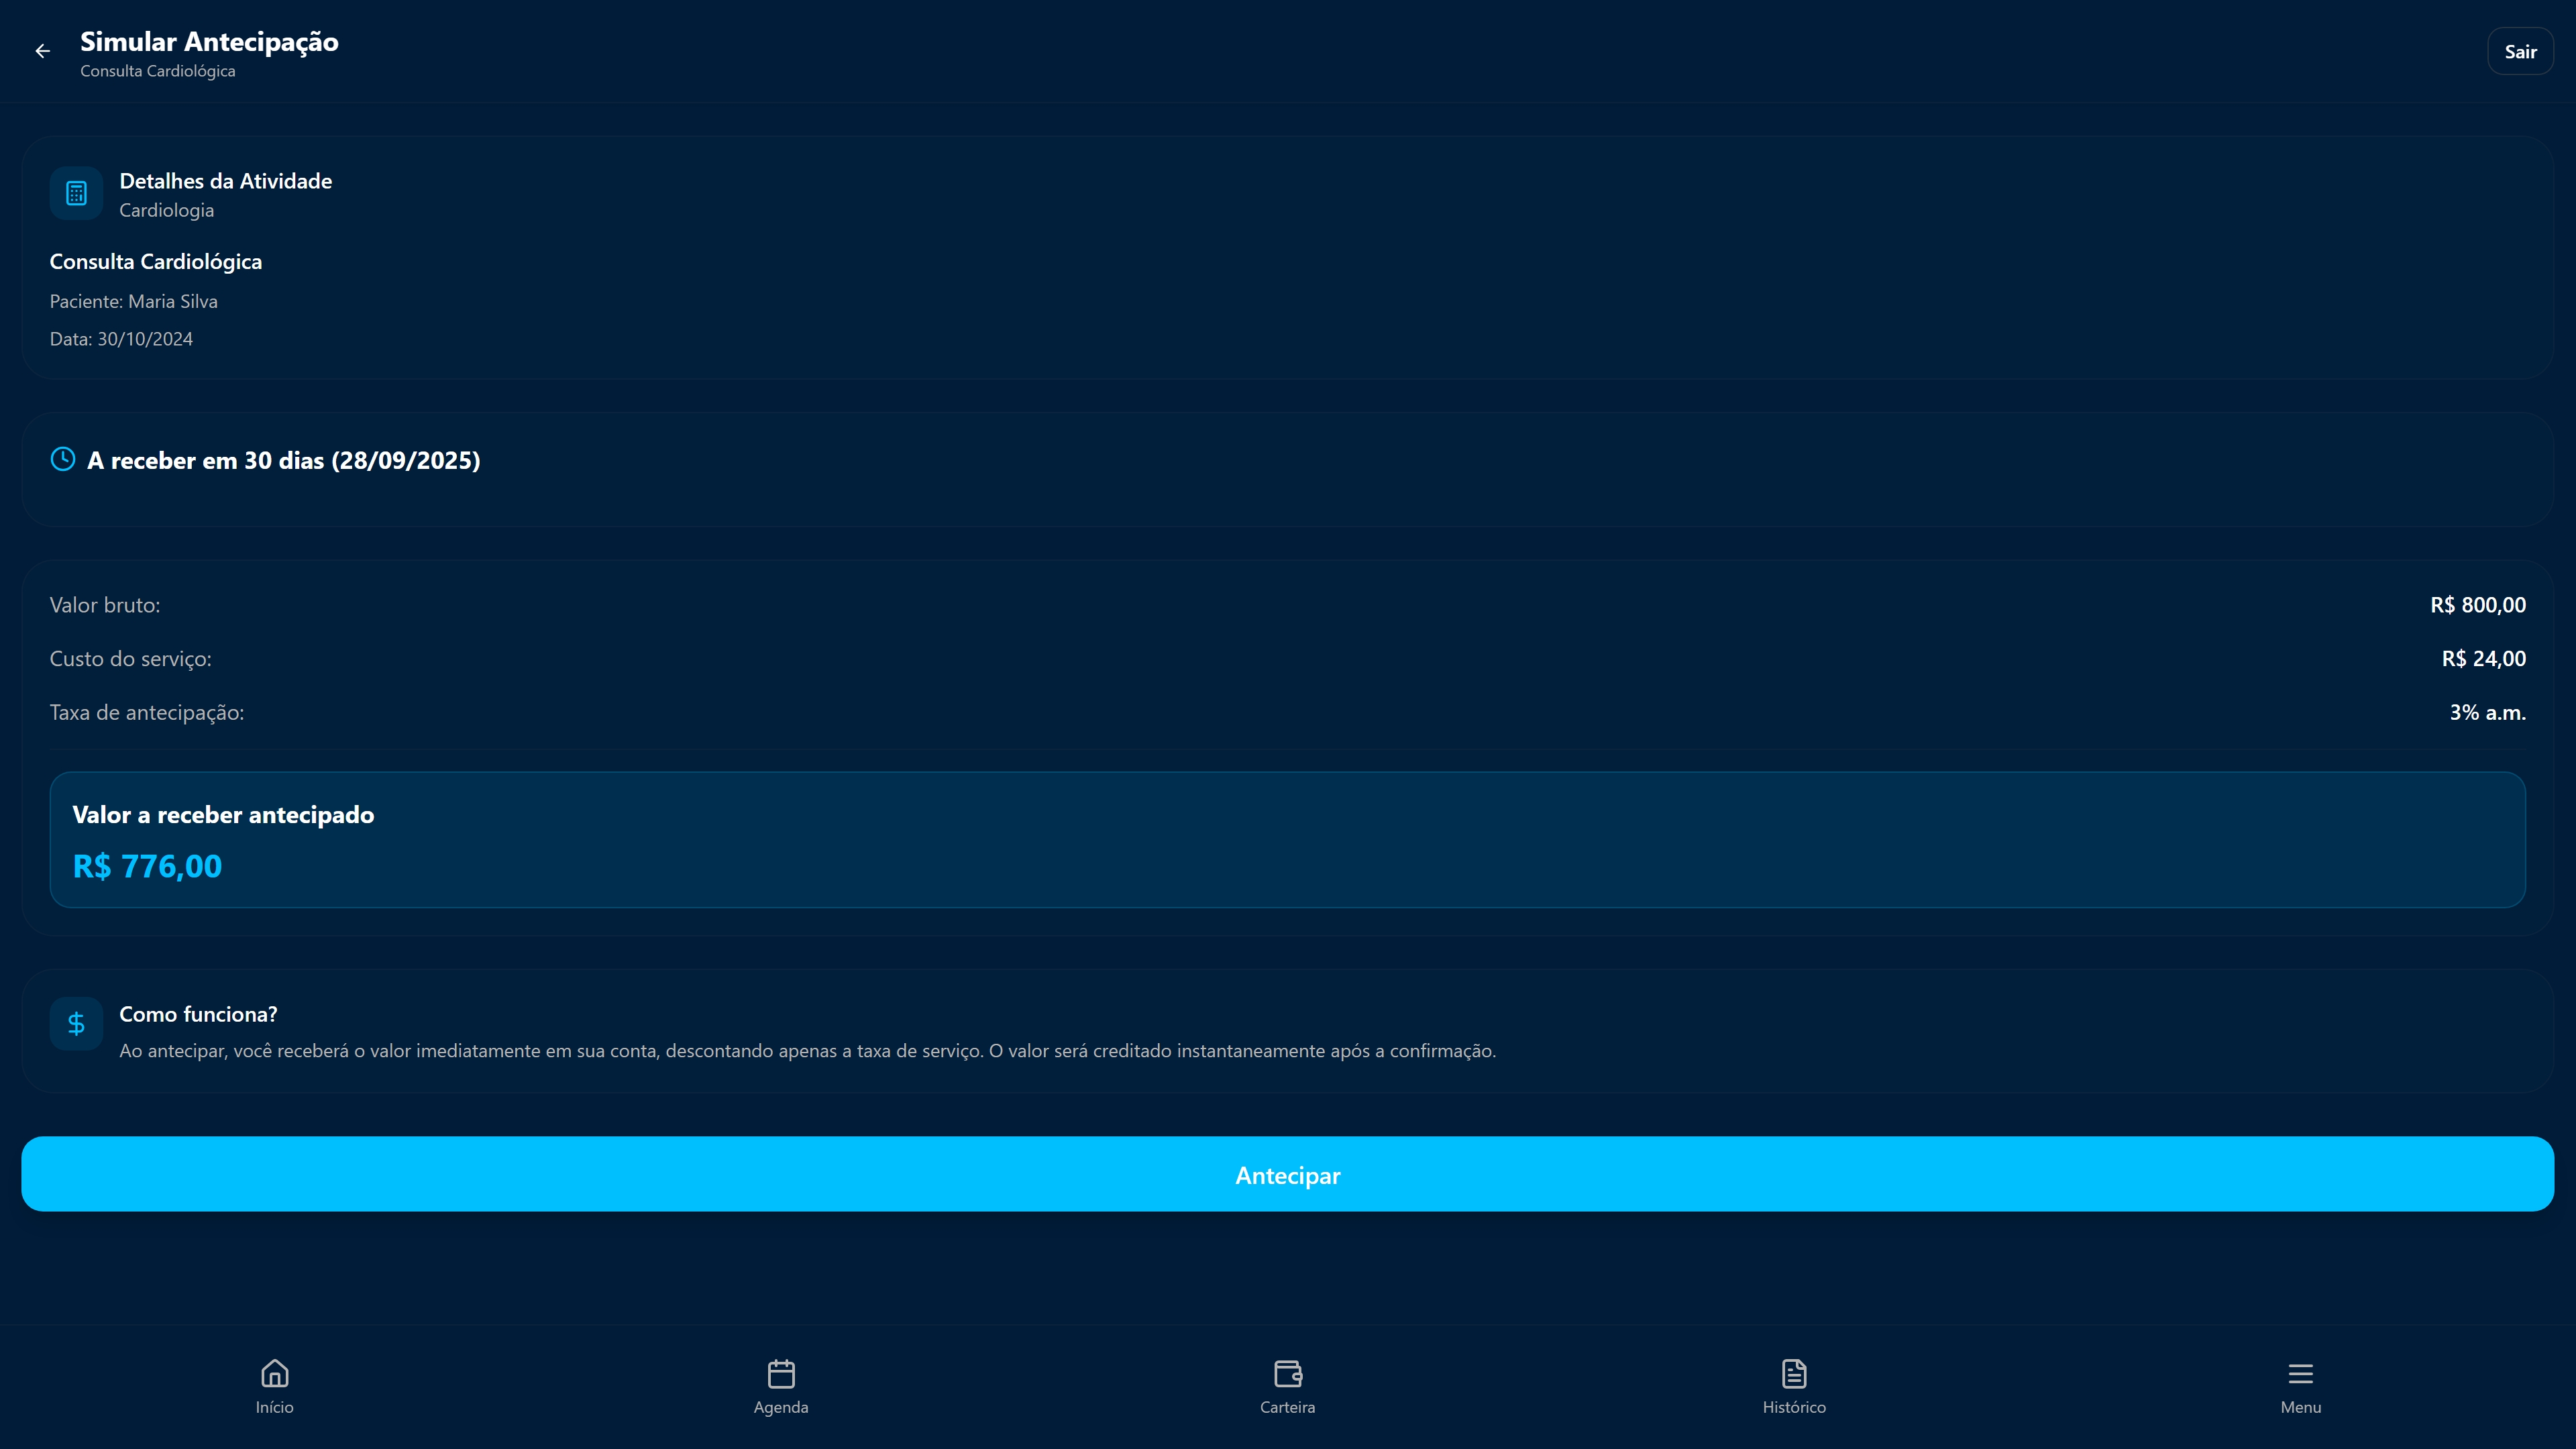 Simular Antecipação
Consulta Cardiológica
Sair
Detalhes da Atividade
Cardiologia
Consulta Cardiológica
Paciente: Maria Silva
Data: 30/10/2024
A receber em 30 dias (28/09/2025)
Valor bruto: R$ 800,00
Custo do serviço: R$ 24,00
Taxa de antecipação: 3% a.m.
Valor a receber antecipado
R$ 776,00
Como funciona?
Ao antecipar, você receberá o valor imediatamente em sua conta, descontando apenas a taxa de serviço. O valor será creditado instantaneamente após a confirmação.
Antecipar
Início Agenda Carteira Histórico Menu